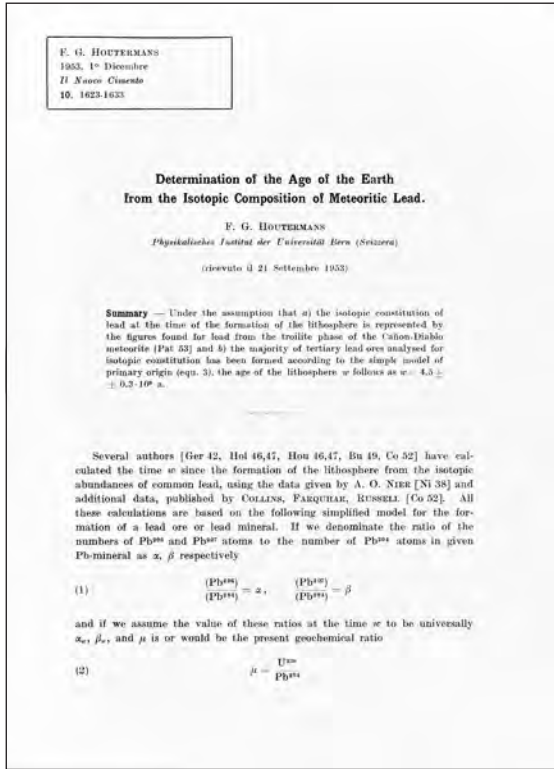 F. G. HOUTERMANS
1953, 1º Dicembre
Il Nuovo Cimento
10, 1623-1633
Determination of the Age of the Earth
from the Isotopic Composition of Meteoritic Lead.
F. G. HOUTERMANS
Physikalisches Institut der Universität Bern (Svizzera)
(ricevuto il 21 Settembre 1953)
Summary — Under the assumption that a) the isotopic constitution of
lead at the time of the formation of the lithosphere is represented by
the figures found for lead from the troilite phase of the Cañon-Diablo
meteorite [Pat 53] and b) the majority of tertiary lead ores analysed for
isotopic constitution has been formed according to the simple model of
primary origin (equ. 3), the age of the lithosphere w follows as w = 4.5 ±
± 0.3·10⁹ a.
Several authors [Ger 42, Hol 46,47, Hou 46,47, Bu 49, Co 52] have cal-
culated the time w since the formation of the lithosphere from the isotopic
abundances of common lead, using the data given by A. O. NIER [Ni 38] and
additional data, published by COLLINS, FARQUHAR, RUSSELL [Co 52]. All
these calculations are based on the following simplified model for the for-
mation of a lead ore or lead mineral. If we denominate the ratio of the
numbers of Pb²⁰⁶ and Pb²⁰⁷ atoms to the number of Pb²⁰⁴ atoms in given
Pb-mineral as α, β respectively
(1) (Pb²⁰⁶)/(Pb²⁰⁴) = α, (Pb²⁰⁷)/(Pb²⁰⁴) = β
and if we assume the value of these ratios at the time w to be universally
αw, βw, and μ is or would be the present geochemical ratio
(2) μ = U²³⁸/Pb²⁰⁴